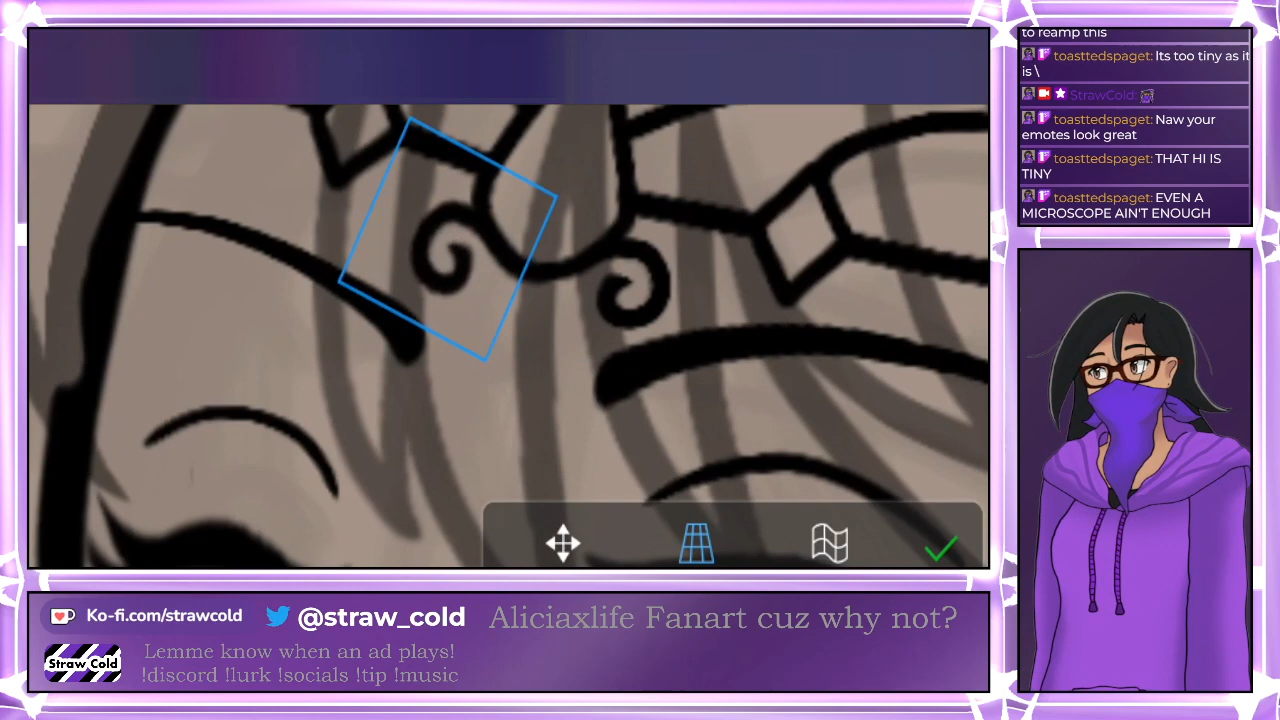 to reamp this
toasttedspaget: Its too tiny as it
is \
StrawCold:
toasttedspaget: Naw your
emotes look great
toasttedspaget: THAT HI IS
TINY
toasttedspaget: EVEN A
MICROSCOPE AIN'T ENOUGH
Ko-fi.com/strawcold
@straw_cold
Aliciaxlife Fanart cuz why not?
Straw Cold
Lemme know when an ad plays!
!discord !lurk !socials !tip !music